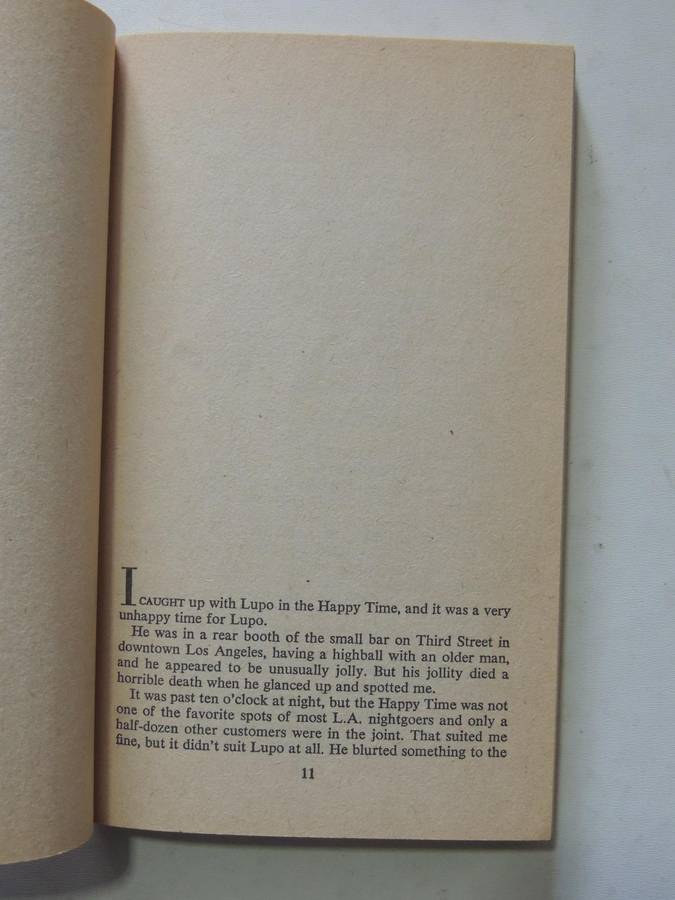 I CAUGHT up with Lupo in the Happy Time, and it was a very
unhappy time for Lupo.
He was in a rear booth of the small bar on Third Street in
downtown Los Angeles, having a highball with an older man,
and he appeared to be unusually jolly. But his jollity died a
horrible death when he glanced up and spotted me.
It was past ten o'clock at night, but the Happy Time was not
one of the favorite spots of most L.A. nightgoers and only a
half-dozen other customers were in the joint. That suited me
fine, but it didn't suit Lupo at all. He blurted something to the
11